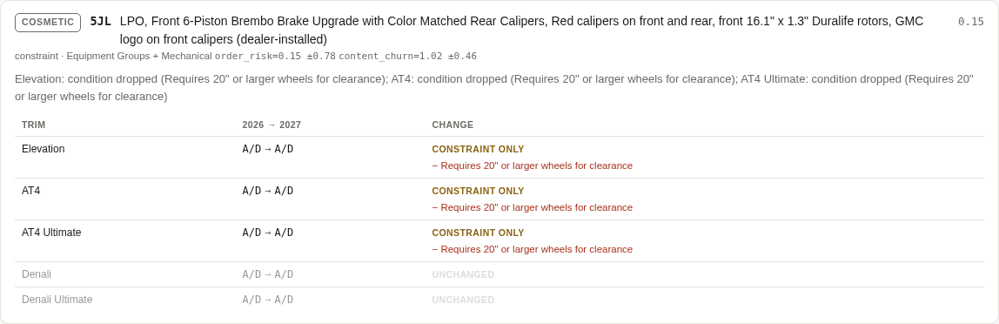 COSMETIC 5JL LPO, Front 6-Piston Brembo Brake Upgrade with Color Matched Rear Calipers, Red calipers on front and rear, front 16.1" x 1.3" Duralife rotors, GMC 0.15
logo on front calipers (dealer-installed)
constraint · Equipment Groups + Mechanical order_risk=0.15 ±0.78 content_churn=1.02 ±0.46
Elevation: condition dropped (Requires 20" or larger wheels for clearance); AT4: condition dropped (Requires 20" or larger wheels for clearance); AT4 Ultimate: condition dropped (Requires 20"
or larger wheels for clearance)
TRIM 2026 → 2027 CHANGE
Elevation A/D → A/D CONSTRAINT ONLY
− Requires 20" or larger wheels for clearance
AT4 A/D → A/D CONSTRAINT ONLY
− Requires 20" or larger wheels for clearance
AT4 Ultimate A/D → A/D CONSTRAINT ONLY
− Requires 20" or larger wheels for clearance
Denali A/D → A/D UNCHANGED
Denali Ultimate A/D → A/D UNCHANGED